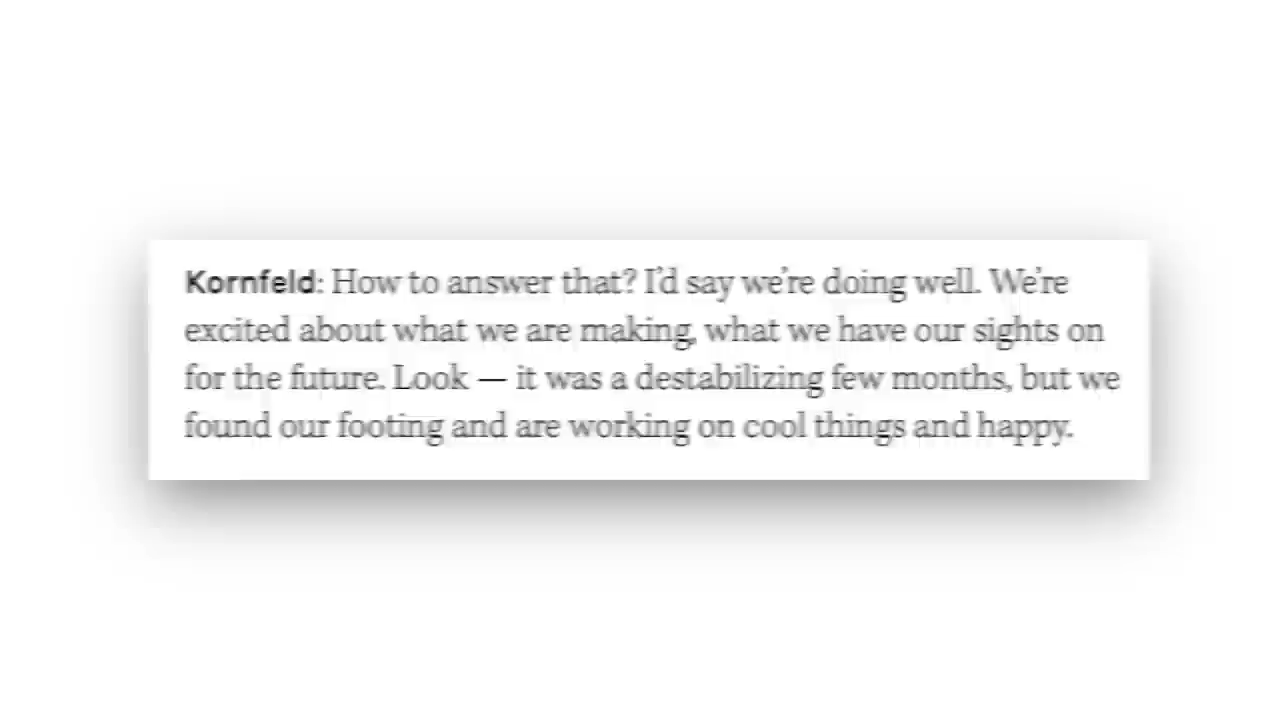 Kornfeld: How to answer that? I’d say we’re doing well. We’re
excited about what we are making, what we have our sights on
for the future. Look — it was a destabilizing few months, but we
found our footing and are working on cool things and happy.